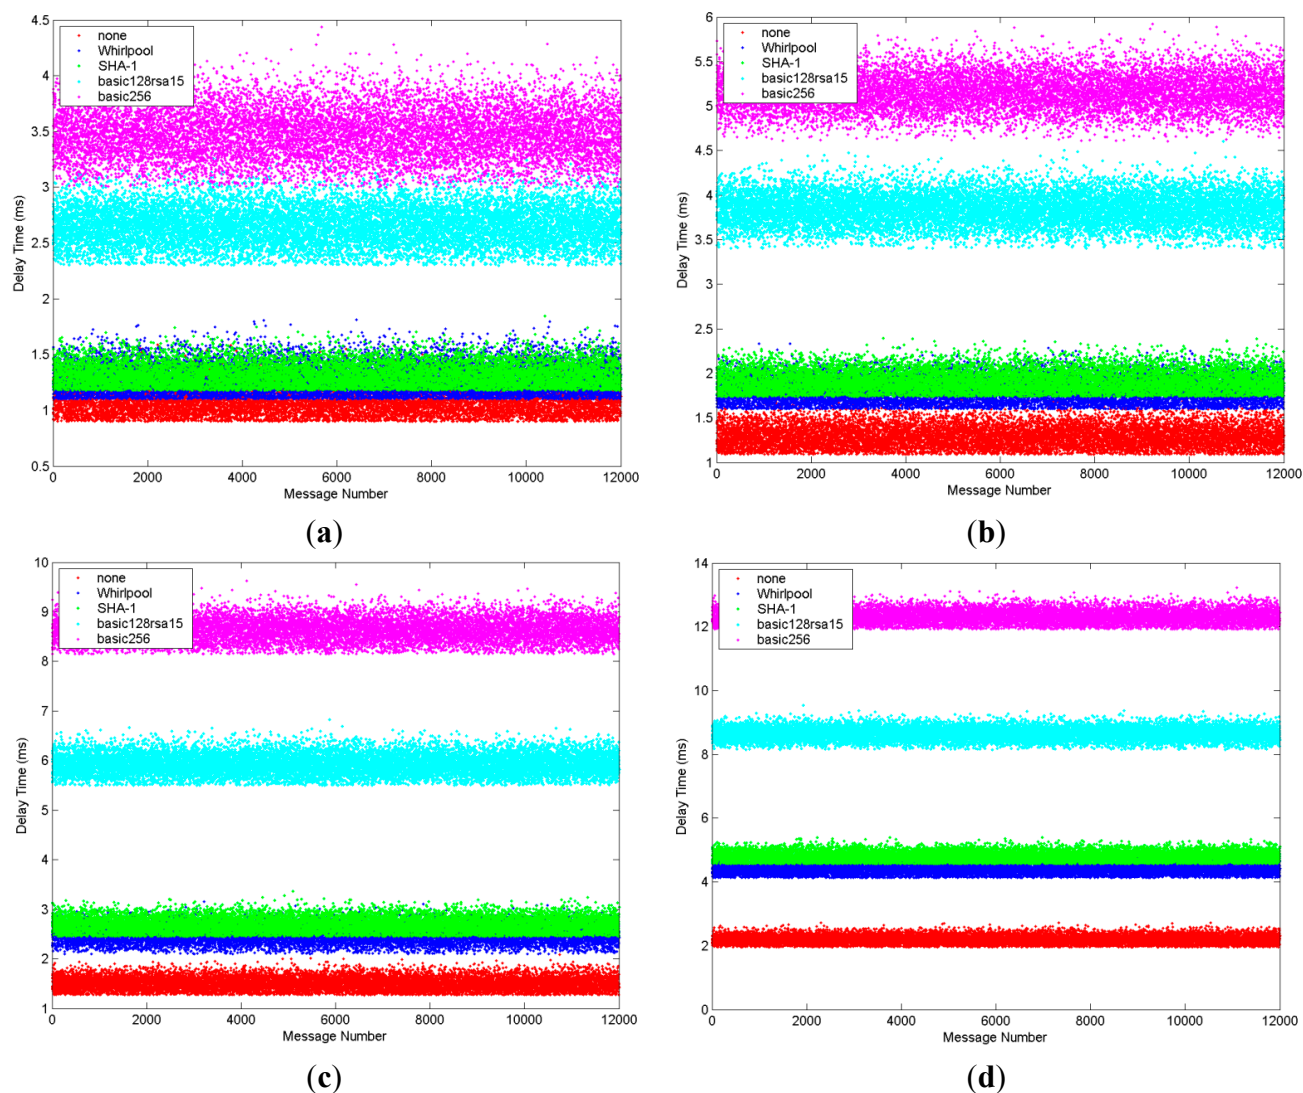 4.5
4
3.5
3
2.5
2
1.5
1
0.5
Delay Time (ms)
none
Whirlpool
SHA-1
basic128rsa15
basic256
0 2000 4000 6000 8000 10000 12000
Message Number
(a)
6
5.5
5
4.5
4
3.5
3
2.5
2
1.5
1
Delay Time (ms)
none
Whirlpool
SHA-1
basic128rsa15
basic256
0 2000 4000 6000 8000 10000 12000
Message Number
(b)
10
9
8
7
6
5
4
3
2
1
Delay Time (ms)
none
Whirlpool
SHA-1
basic128rsa15
basic256
0 2000 4000 6000 8000 10000 12000
Message Number
(c)
14
12
10
8
6
4
2
0
Delay Time (ms)
none
Whirlpool
SHA-1
basic128rsa15
basic256
0 2000 4000 6000 8000 10000 12000
Message Number
(d)